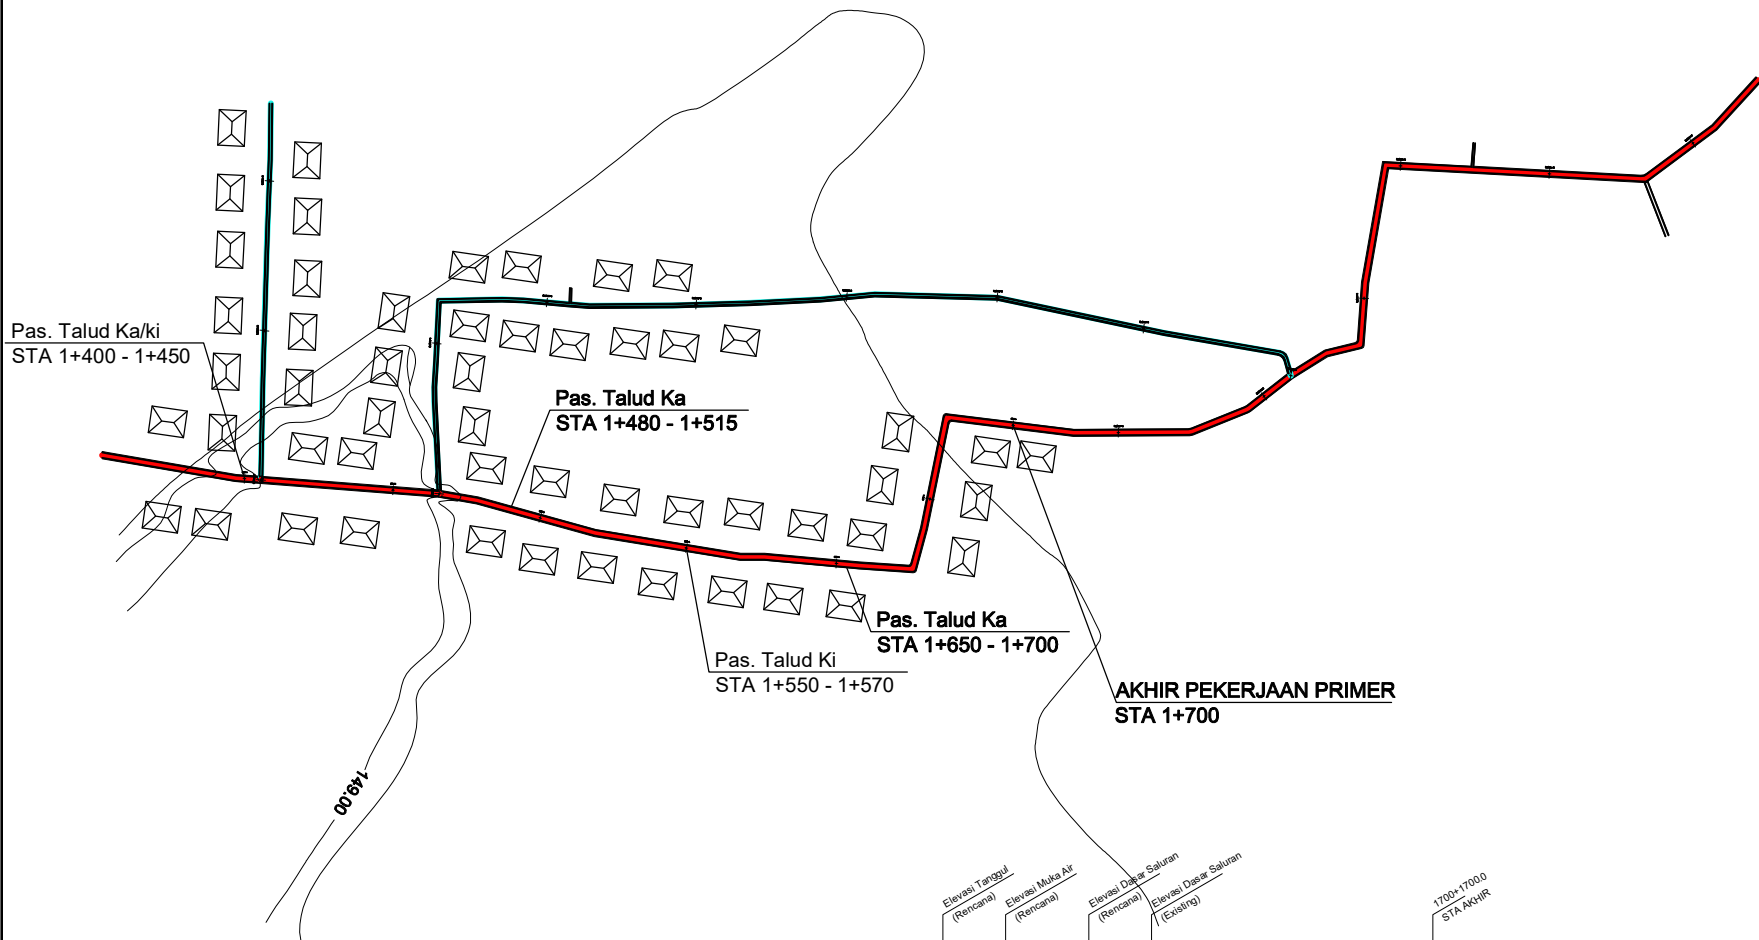 Pas. Talud Ka/ki
STA 1+400 - 1+450
Pas. Talud Ka
STA 1+480 - 1+515
Pas. Talud Ka
STA 1+650 - 1+700
Pas. Talud Ki
STA 1+550 - 1+570
AKHIR PEKERJAAN PRIMER
STA 1+700
149.00
Elevasi Tanggul
(Rencana)
Elevasi Muka Air
(Rencana)
Elevasi Dasar Saluran
(Rencana)
Elevasi Dasar Saluran
(Existing)
1700+1700.0
STA AKHIR